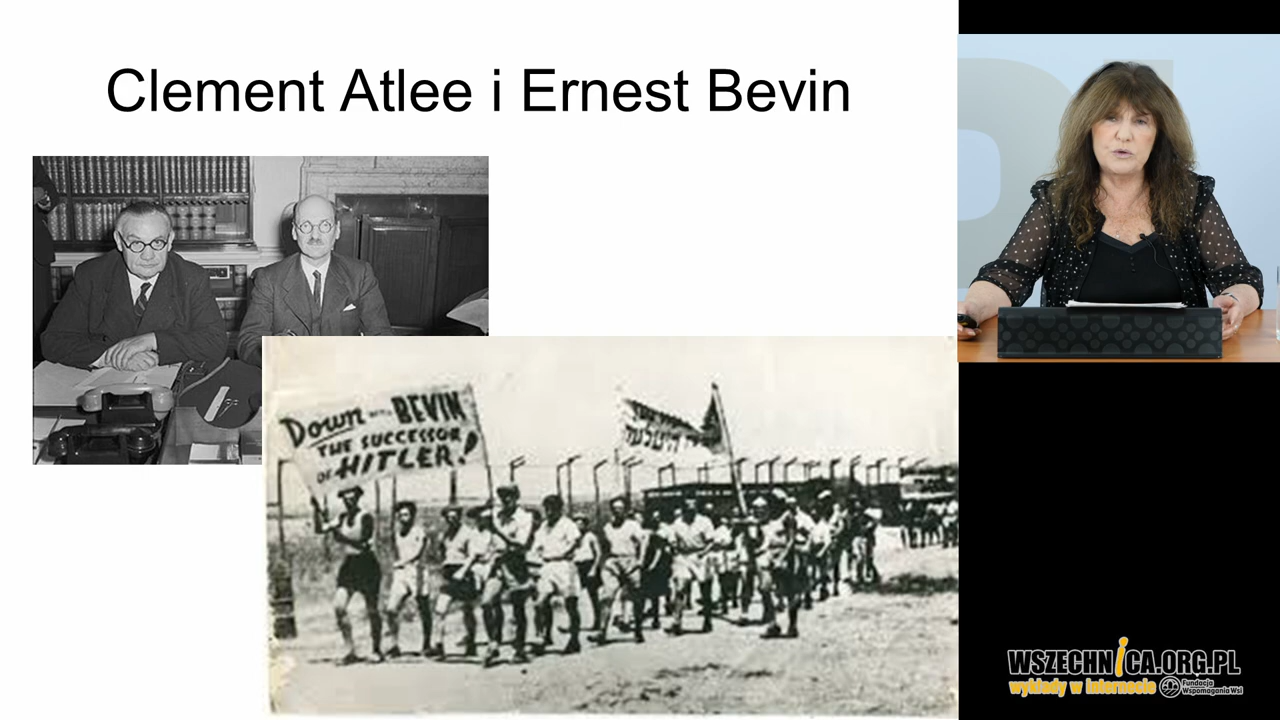 Clement Atlee i Ernest Bevin
Down WITH BEVIN
THE SUCCESSOR
OF HITLER!
WSZECHNICA.ORG.PL
wykłady w internecie
Fundacja
Wspomagania Wsi